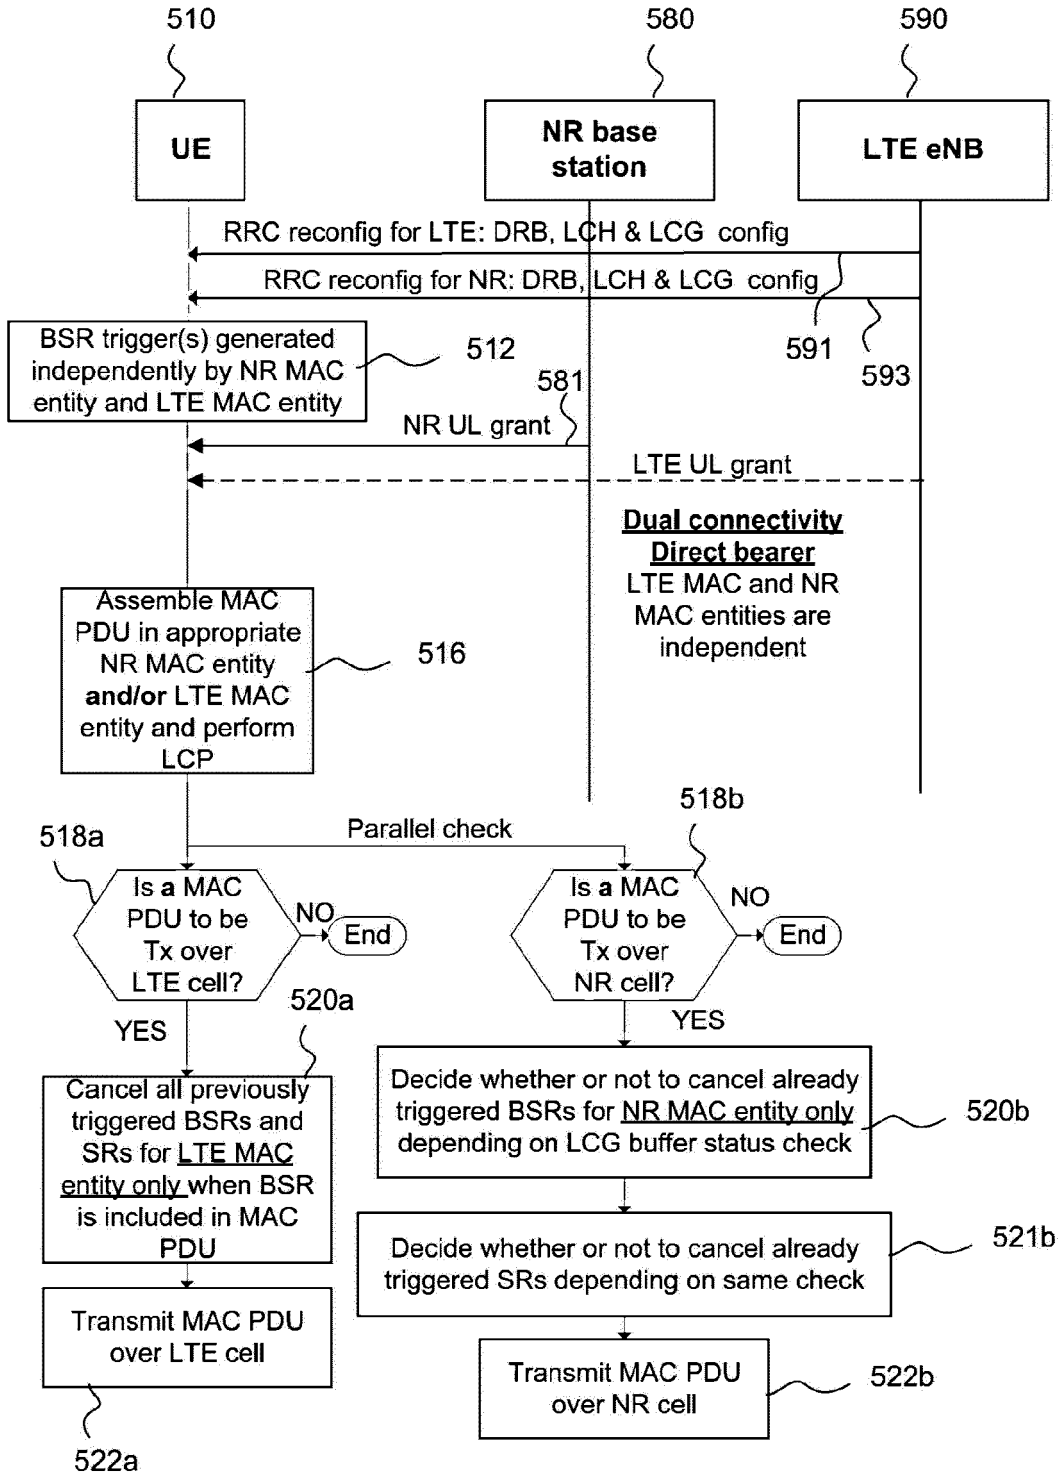 510
580
590
UE
NR base
station
LTE eNB
RRC reconfig for LTE: DRB, LCH & LCG config
RRC reconfig for NR: DRB, LCH & LCG config
591
593
BSR trigger(s) generated
independently by NR MAC
entity and LTE MAC entity
512
581
NR UL grant
LTE UL grant
Dual connectivity
Direct bearer
LTE MAC and NR
MAC entities are
independent
Assemble MAC
PDU in appropriate
NR MAC entity
and/or LTE MAC
entity and perform
LCP
516
518a
Parallel check
518b
Is a MAC
PDU to be
Tx over
LTE cell?
NO
End
Is a MAC
PDU to be
Tx over
NR cell?
NO
End
YES
520a
YES
Cancel all previously
triggered BSRs and
SRs for LTE MAC
entity only when BSR
is included in MAC
PDU
Decide whether or not to cancel already
triggered BSRs for NR MAC entity only
depending on LCG buffer status check
520b
Decide whether or not to cancel already
triggered SRs depending on same check
521b
Transmit MAC PDU
over LTE cell
522a
Transmit MAC PDU
over NR cell
522b